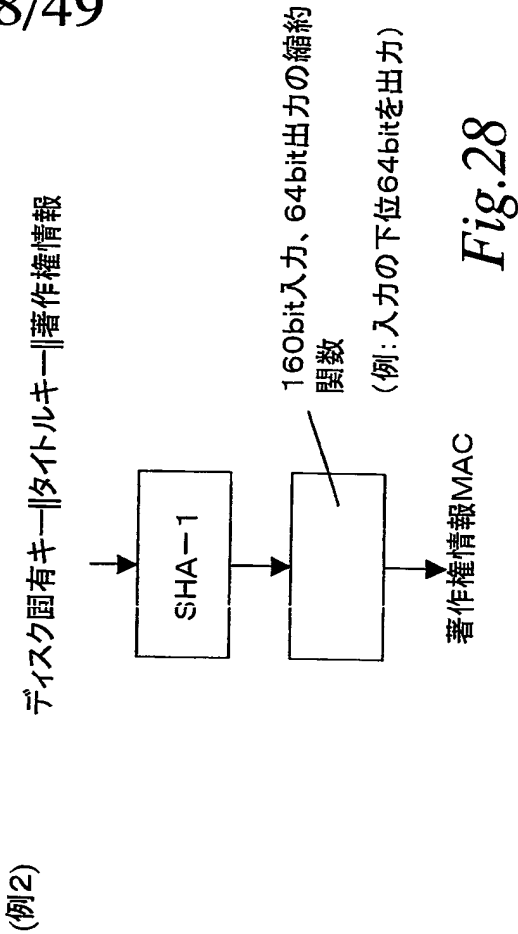 8/49
(例2)
ディスク固有キー||タイトルキー||著作権情報
SHA-1
160bit入力、64bit出力の縮約
関数
(例:入力の下位64bitを出力)
著作権情報MAC
Fig.28